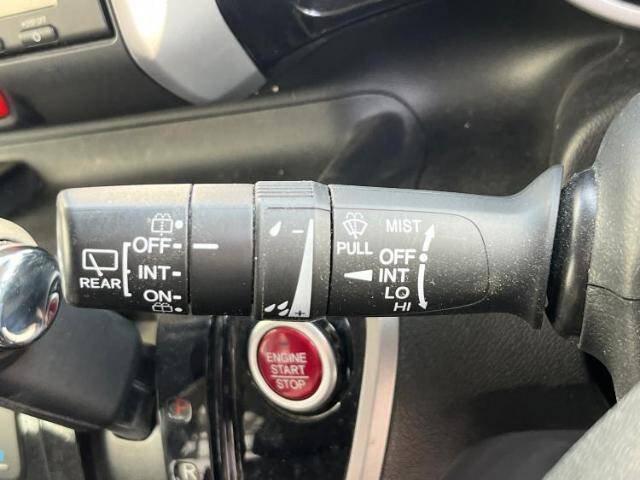 REAR
OFF
INT
ON
- 
+
PULL
MIST
OFF
INT
LO
HI
ENGINE
START
STOP
P
R